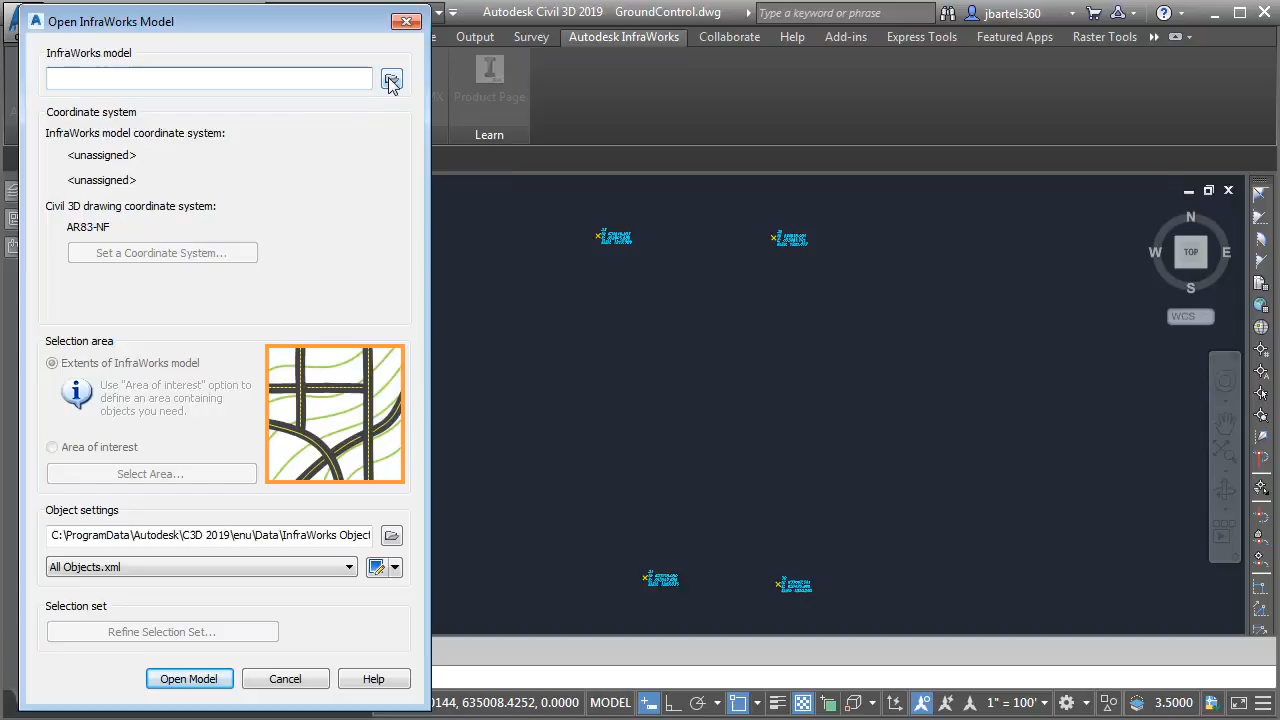 Open InfraWorks Model
Autodesk Civil 3D 2019 GroundControl.dwg
Type a keyword or phrase
jbartels360
Output Survey Autodesk InfraWorks Collaborate Help Add-ins Express Tools Featured Apps Raster Tools
Product Page
Learn
InfraWorks model
Coordinate system
InfraWorks model coordinate system:
<unassigned>
<unassigned>
Civil 3D drawing coordinate system:
AR83-NF
Set a Coordinate System...
Selection area
Extents of InfraWorks model
Use "Area of interest" option to
define an area containing
objects you need.
Area of interest
Select Area...
Object settings
C:\ProgramData\Autodesk\C3D 2019\enu\Data\InfraWorks Object
All Objects.xml
Selection set
Refine Selection Set...
Open Model Cancel Help
N
W TOP E
S
WCS
0144, 635008.4252, 0.0000 MODEL 1" = 100' 3.5000